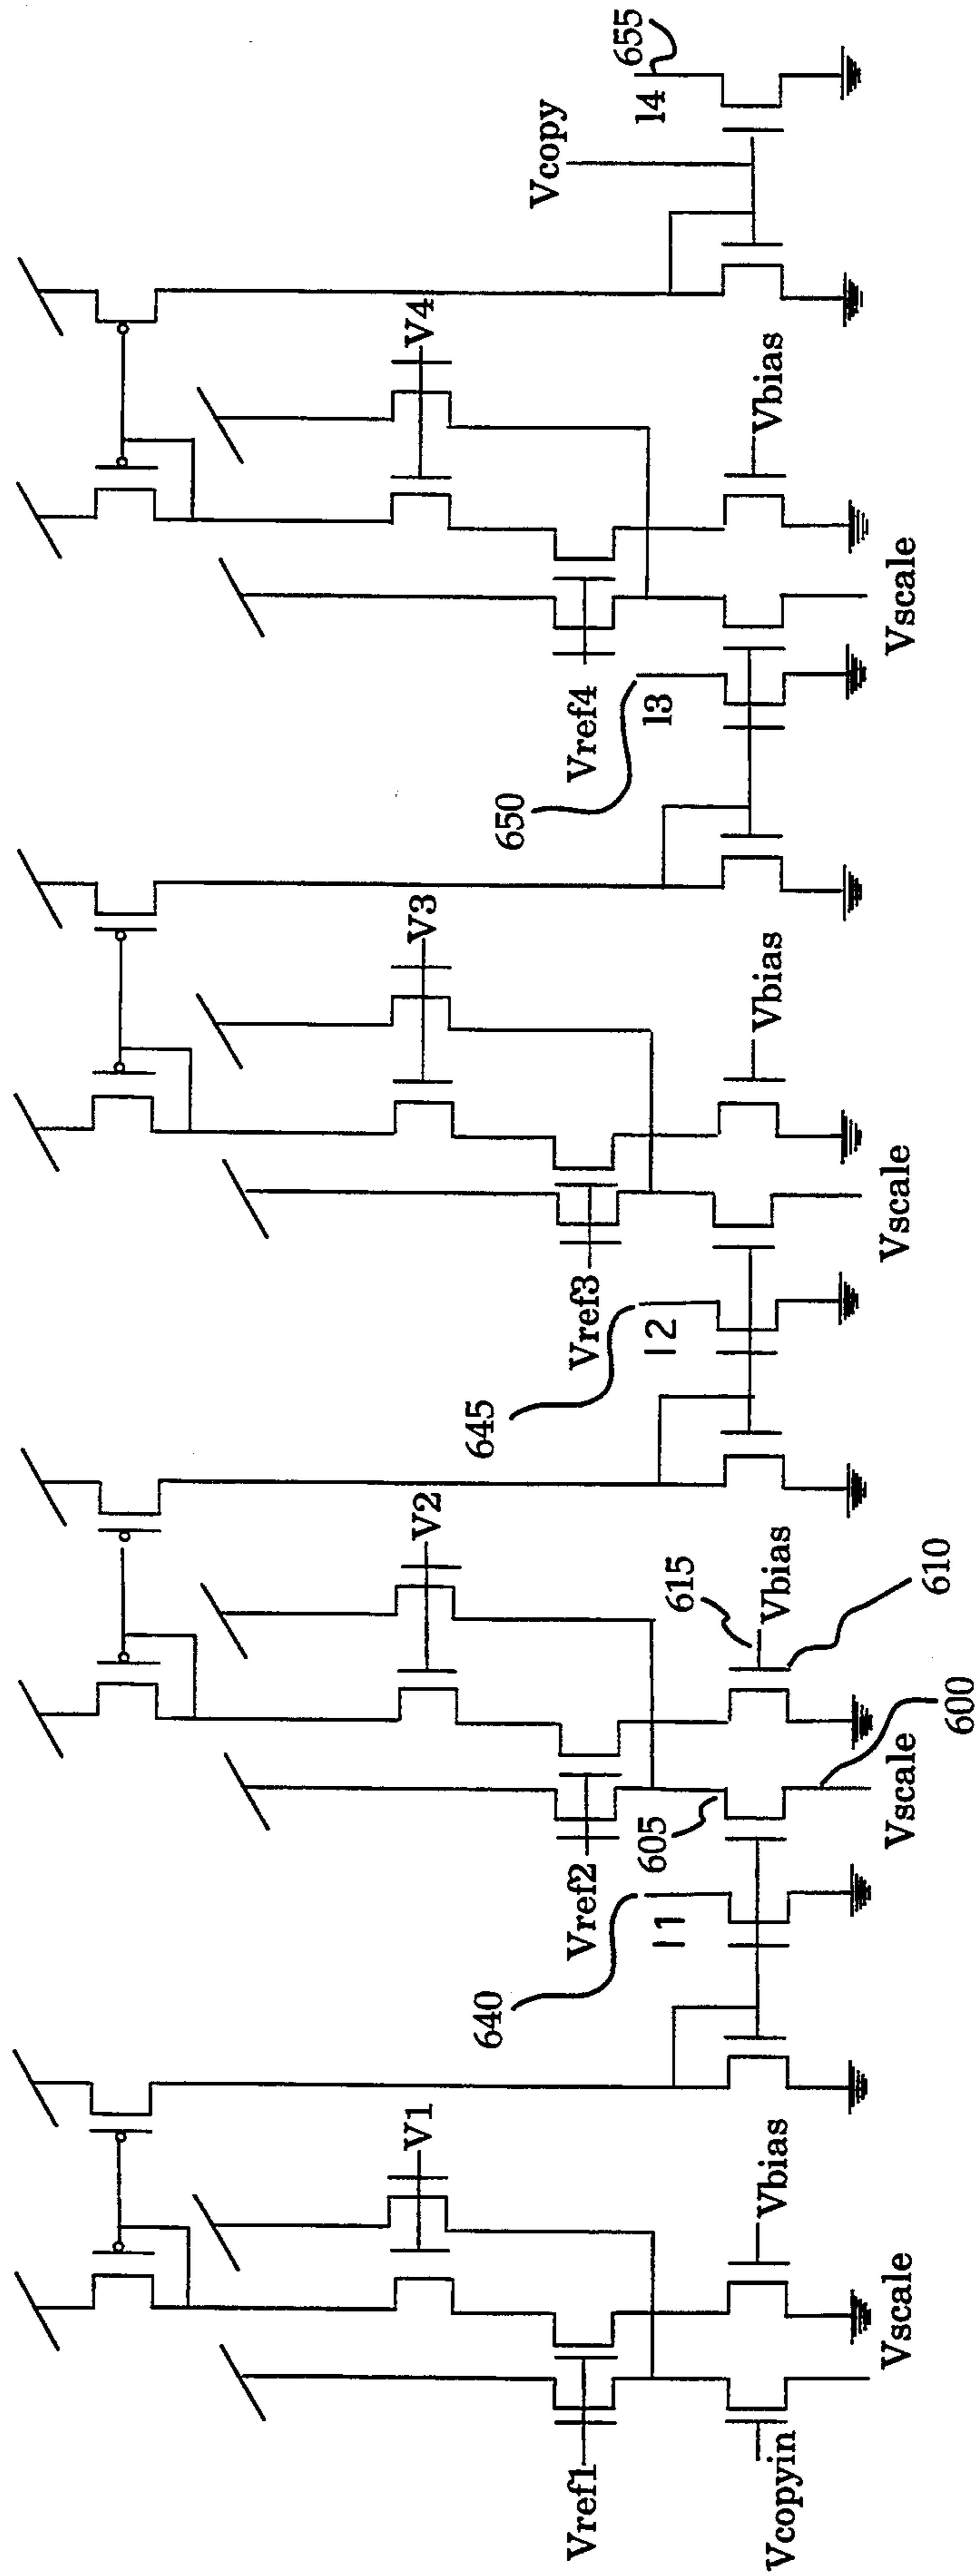 Vref1
Vcopyin
V1
Vscale
Vbias
640
I1
Vref2
605
V2
Vscale
600
615
Vbias
610
645
I2
Vref3
V3
Vscale
Vbias
650
I3
Vref4
V4
Vscale
Vbias
Vcopy
I4
655